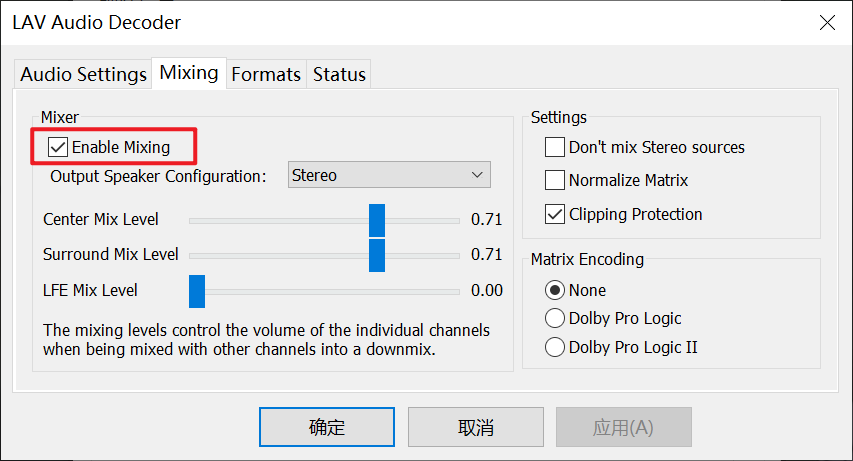 LAV Audio Decoder
Audio Settings Mixing Formats Status
Mixer
Enable Mixing
Output Speaker Configuration: Stereo
Center Mix Level 0.71
Surround Mix Level 0.71
LFE Mix Level 0.00
The mixing levels control the volume of the individual channels
when being mixed with other channels into a downmix.
Settings
Don't mix Stereo sources
Normalize Matrix
Clipping Protection
Matrix Encoding
None
Dolby Pro Logic
Dolby Pro Logic II
确定 取消 应用(A)